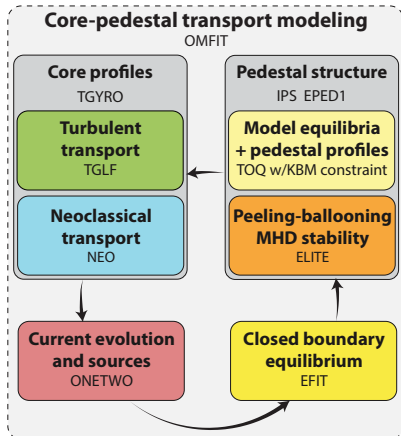 Core-pedestal transport modeling
OMFIT
Core profiles
TGYRO
Turbulent
transport
TGLF
Neoclassical
transport
NEO
Pedestal structure
IPS EPED1
Model equilibria
+ pedestal profiles
TOQ w/KBM constraint
Peeling-ballooning
MHD stability
ELITE
Current evolution
and sources
ONETWO
Closed boundary
equilibrium
EFIT